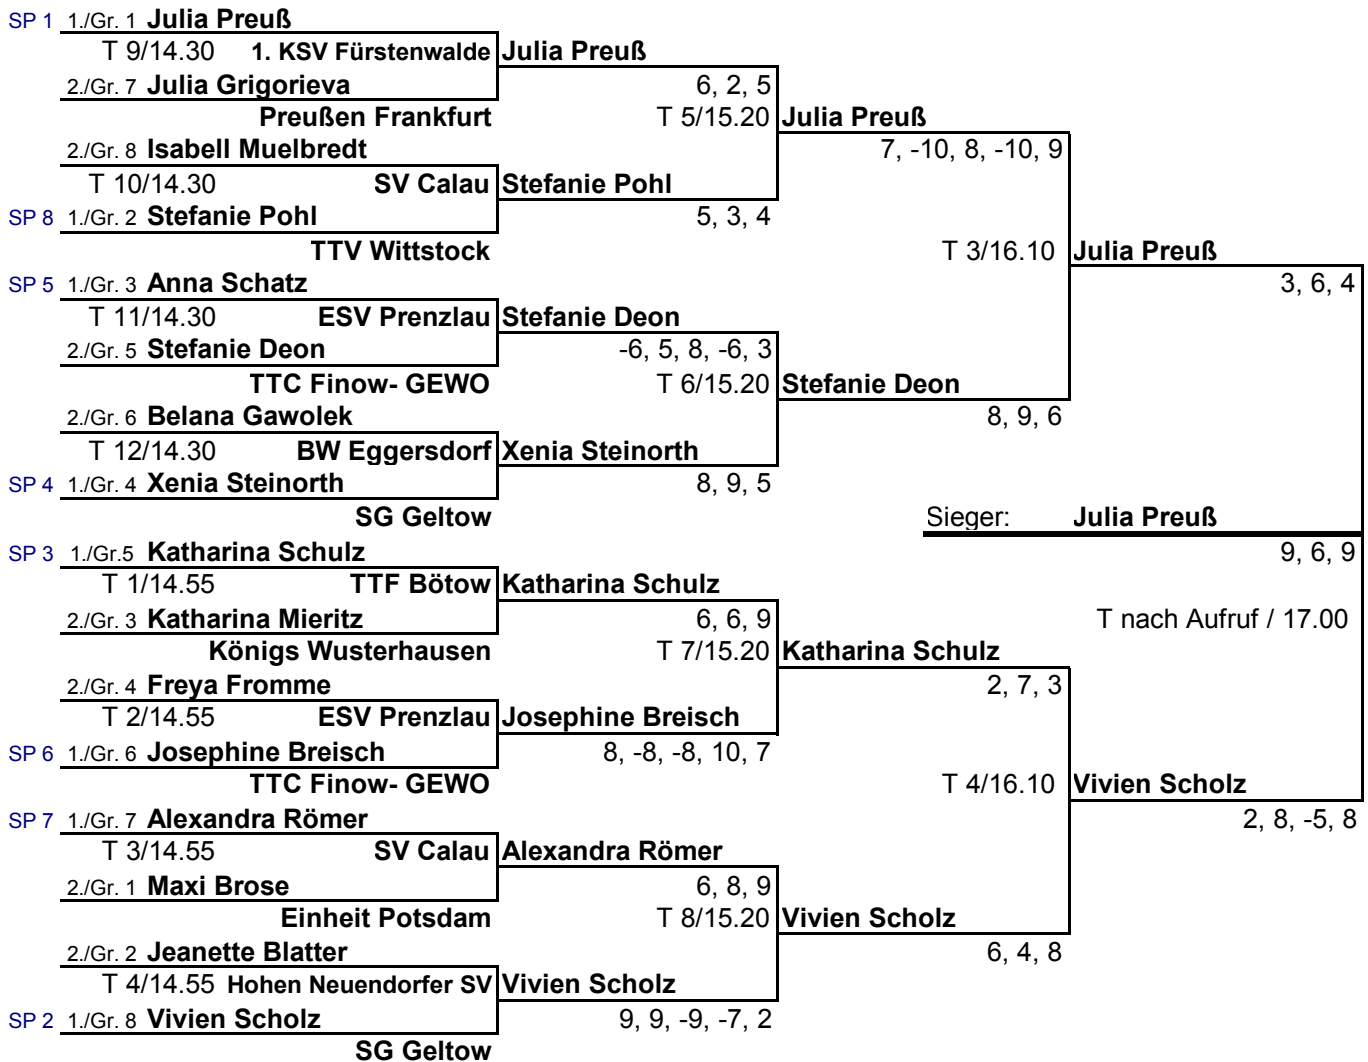 SP 1 1./Gr. 1 Julia Preuß
T 9/14.30 1. KSV Fürstenwalde Julia Preuß
2./Gr. 7 Julia Grigorieva 6, 2, 5
Preußen Frankfurt T 5/15.20 Julia Preuß
2./Gr. 8 Isabell Muelbredt 7, -10, 8, -10, 9
T 10/14.30 SV Calau Stefanie Pohl
SP 8 1./Gr. 2 Stefanie Pohl 5, 3, 4
TTV Wittstock T 3/16.10 Julia Preuß
SP 5 1./Gr. 3 Anna Schatz 3, 6, 4
T 11/14.30 ESV Prenzlau Stefanie Deon
2./Gr. 5 Stefanie Deon -6, 5, 8, -6, 3
TTC Finow- GEWO T 6/15.20 Stefanie Deon
2./Gr. 6 Belana Gawolek 8, 9, 6
T 12/14.30 BW Eggersdorf Xenia Steinorth
SP 4 1./Gr. 4 Xenia Steinorth 8, 9, 5
SG Geltow Sieger: Julia Preuß
SP 3 1./Gr.5 Katharina Schulz 9, 6, 9
T 1/14.55 TTF Bötow Katharina Schulz
2./Gr. 3 Katharina Mieritz 6, 6, 9 T nach Aufruf / 17.00
Königs Wusterhausen T 7/15.20 Katharina Schulz
2./Gr. 4 Freya Fromme 2, 7, 3
T 2/14.55 ESV Prenzlau Josephine Breisch
SP 6 1./Gr. 6 Josephine Breisch 8, -8, -8, 10, 7
TTC Finow- GEWO T 4/16.10 Vivien Scholz
SP 7 1./Gr. 7 Alexandra Römer 2, 8, -5, 8
T 3/14.55 SV Calau Alexandra Römer
2./Gr. 1 Maxi Brose 6, 8, 9
Einheit Potsdam T 8/15.20 Vivien Scholz
2./Gr. 2 Jeanette Blatter 6, 4, 8
T 4/14.55 Hohen Neuendorfer SV Vivien Scholz
SP 2 1./Gr. 8 Vivien Scholz 9, 9, -9, -7, 2
SG Geltow